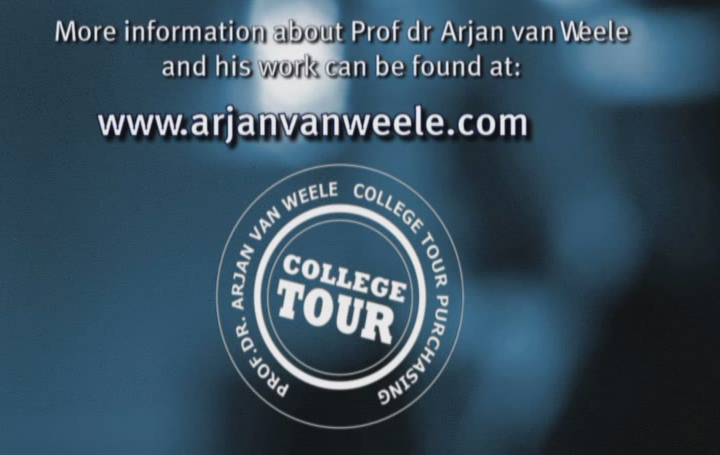 More information about Prof dr Arjan van Weele
and his work can be found at:
www.arjanvanweele.com
PROF.DR. ARJAN VAN WEELE COLLEGE TOUR PURCHASING
COLLEGE
TOUR